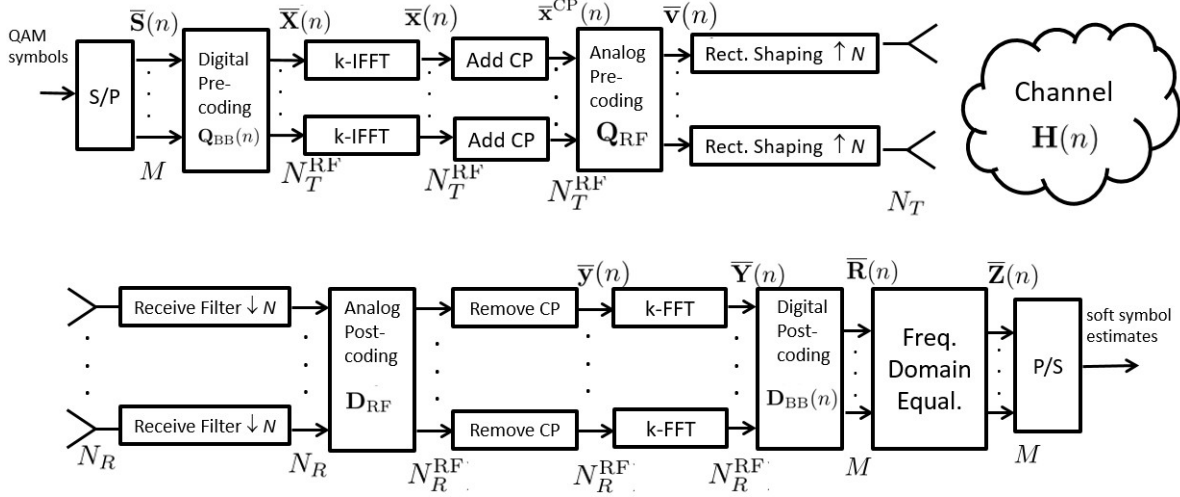 QAM symbols
S/P
S̅(n)
M
Digital Pre-coding Q_BB(n)
X̅(n)
N_T^RF
k-IFFT
k-IFFT
x̅(n)
N_T^RF
Add CP
Add CP
x̅^CP(n)
N_T^RF
Analog Pre-coding Q_RF
v̅(n)
Rect. Shaping ↑ N
Rect. Shaping ↑ N
N_T
Channel
H(n)
N_R
Receive Filter ↓ N
Receive Filter ↓ N
N_R
Analog Post-coding D_RF
N_R^RF
Remove CP
Remove CP
y̅(n)
N_R^RF
k-FFT
k-FFT
Y̅(n)
N_R^RF
Digital Post-coding D_BB(n)
R̅(n)
M
Freq. Domain Equal.
Z̅(n)
M
P/S
soft symbol estimates